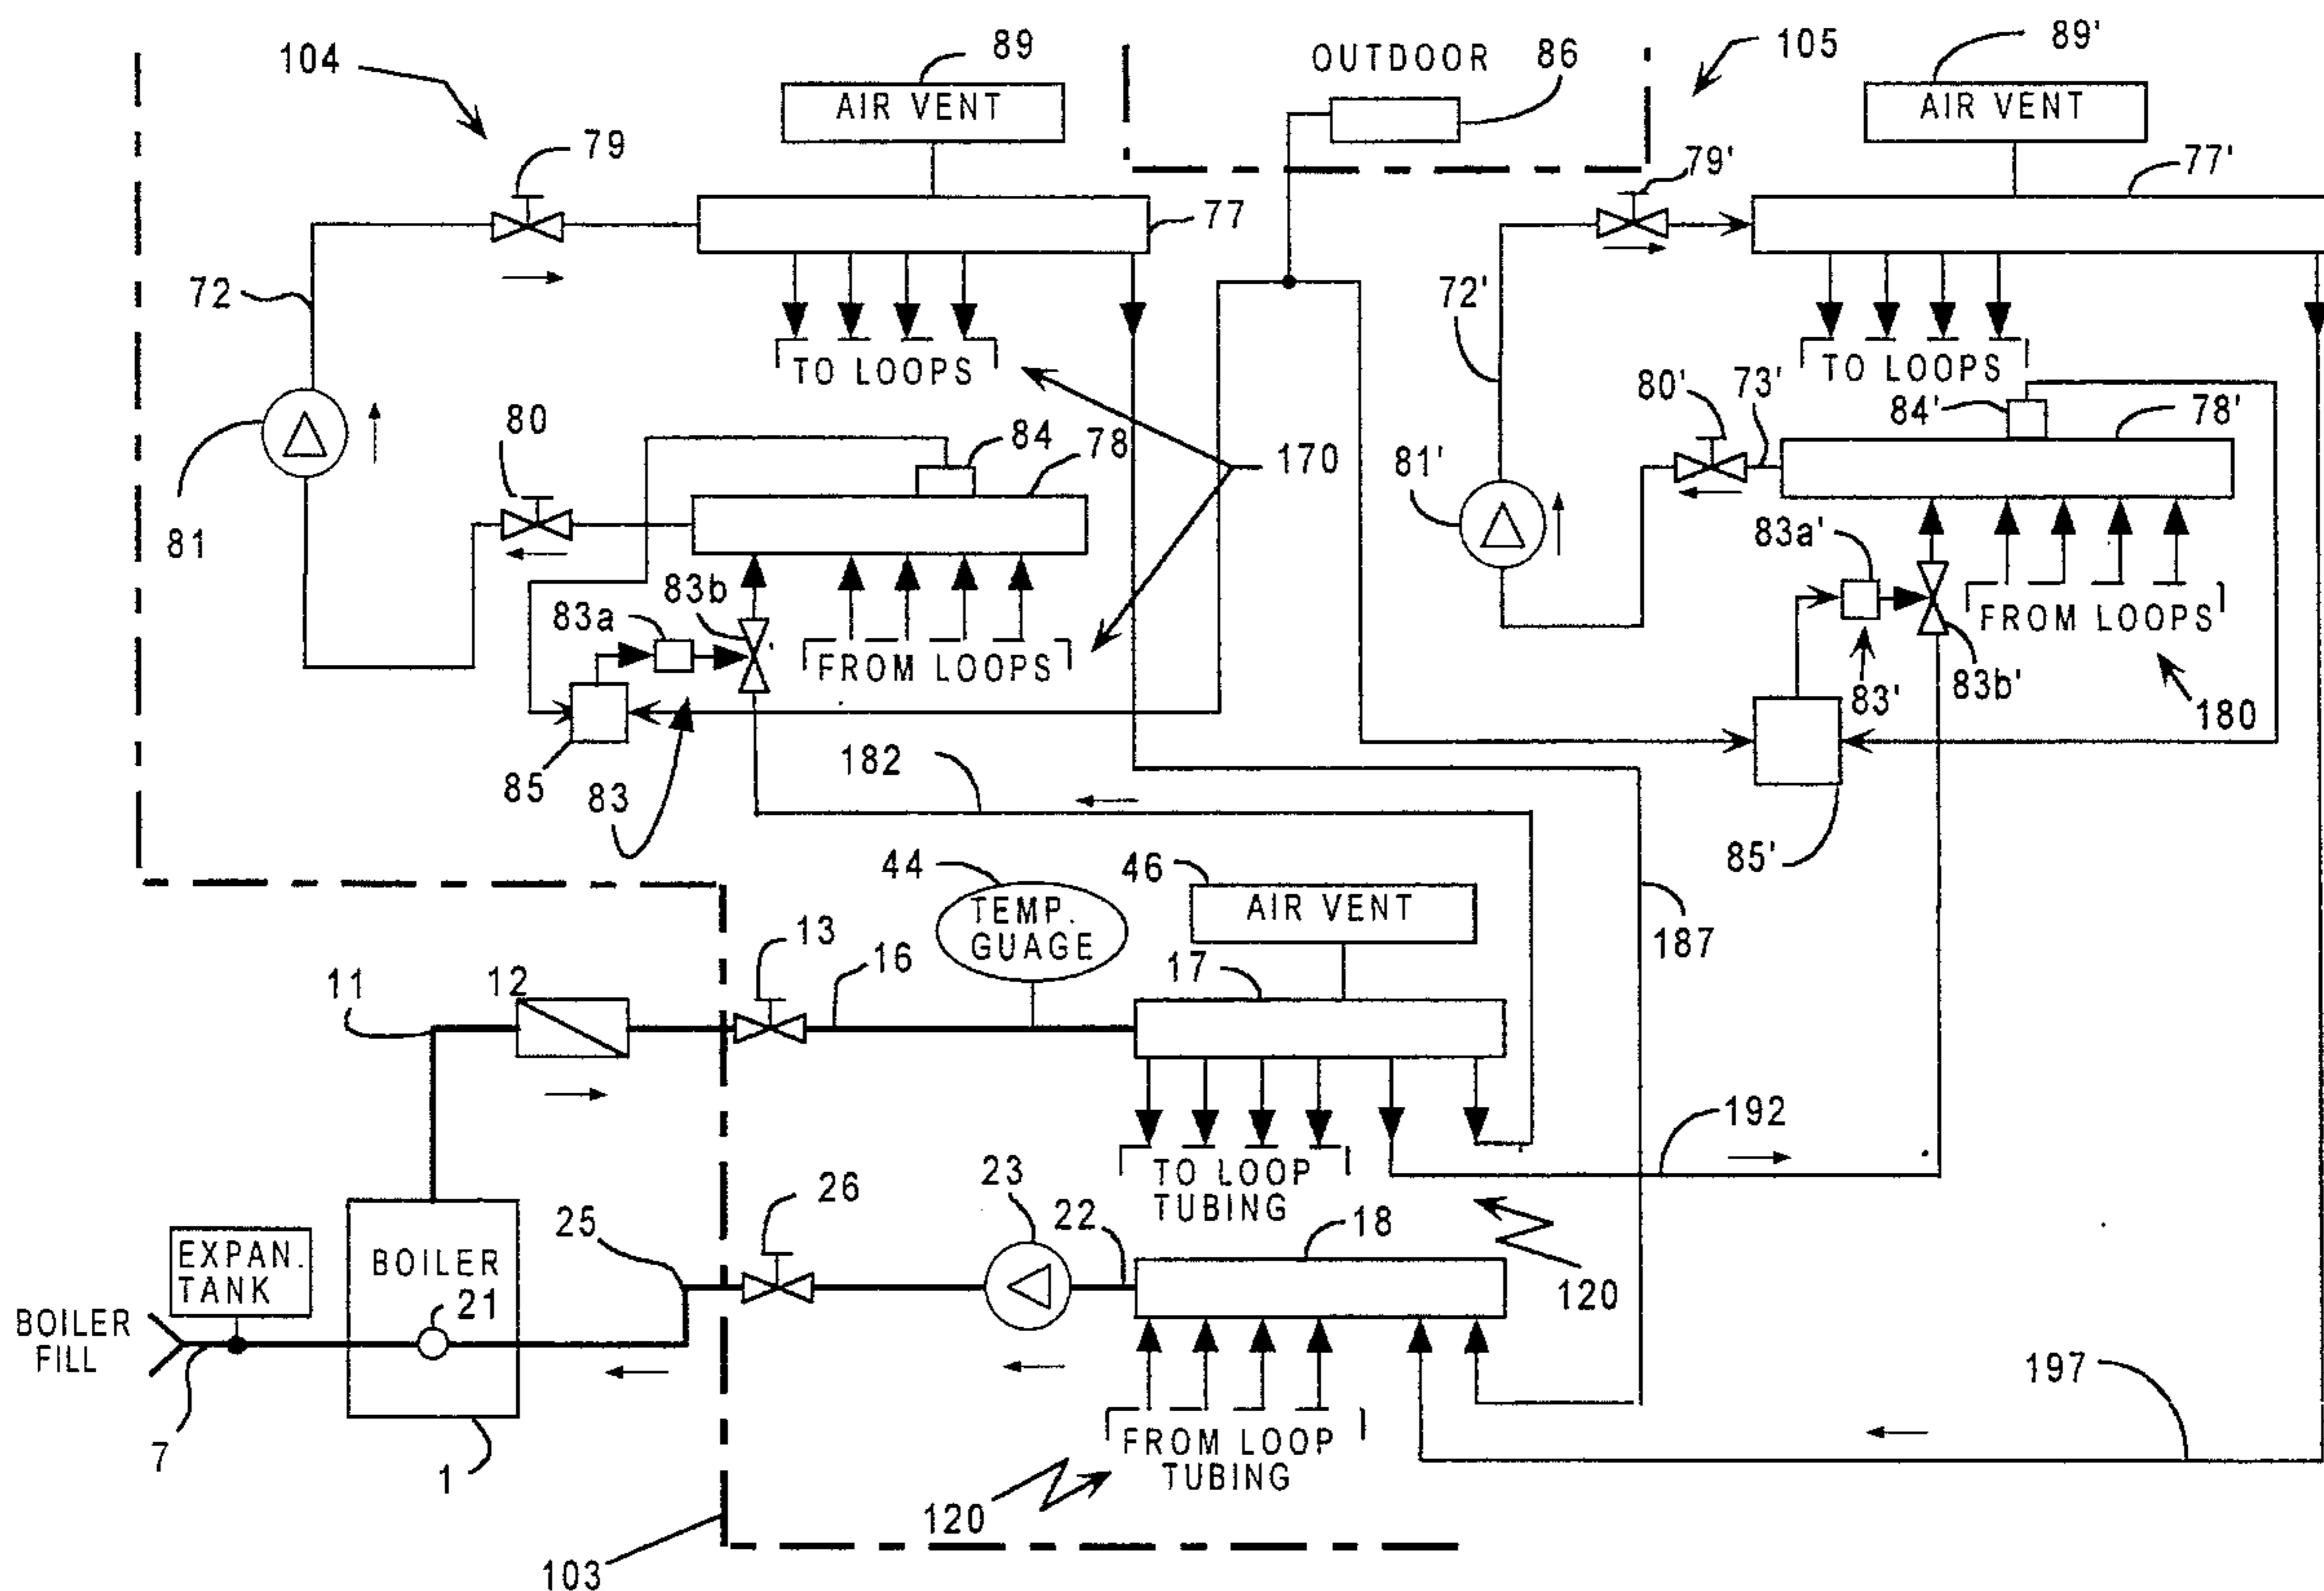 104
89
AIR VENT
OUTDOOR
86
105
89'
AIR VENT
79
79'
77'
77
72
72'
TO LOOPS
TO LOOPS
80
84
78
170
80'
73'
84'
78'
81'
81
83a'
83b
83a
FROM LOOPS
FROM LOOPS
83'
83b'
180
85
83
182
85'
44
46
TEMP.
GUAGE
AIR VENT
187
13
16
17
11
12
192
TO LOOP
TUBING
23
26
22
18
25
EXPAN.
TANK
BOILER
21
120
BOILER
FILL
197
7
1
FROM LOOP
TUBING
120
103